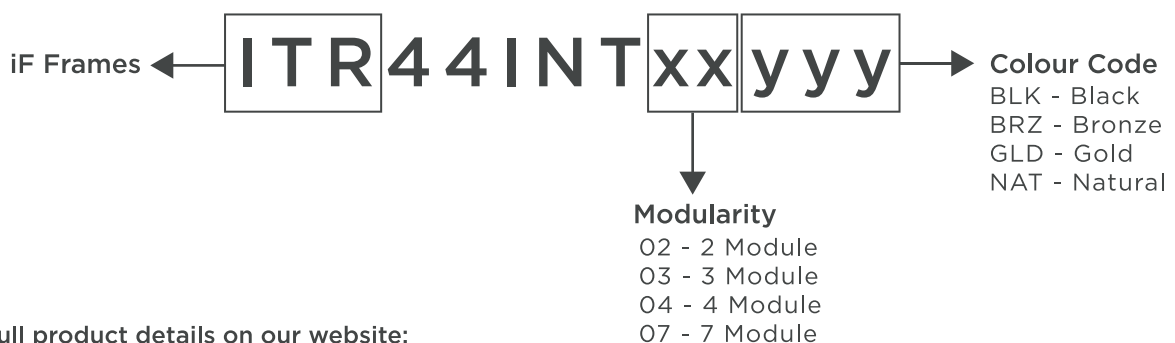 ITR44INTxxyyy
iF Frames
Colour Code
BLK - Black
BRZ - Bronze
GLD - Gold
NAT - Natural
Modularity
02 - 2 Module
03 - 3 Module
04 - 4 Module
07 - 7 Module
ull product details on our website: